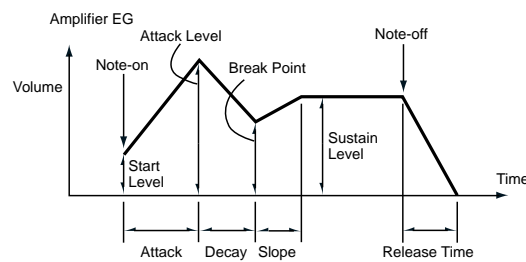 Amplifier EG
Attack Level
Note-off
Note-on
Break Point
Volume
Start
Level
Sustain
Level
Time
Attack
Decay
Slope
Release Time